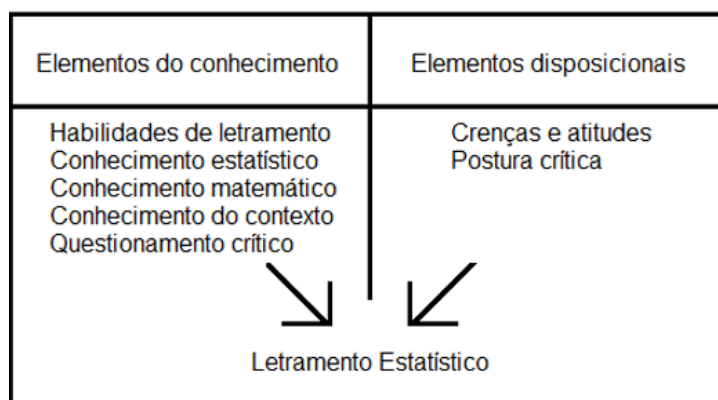 Elementos do conhecimento
Elementos disposicionais
Habilidades de letramento
Conhecimento estatístico
Conhecimento matemático
Conhecimento do contexto
Questionamento crítico
Crenças e atitudes
Postura crítica
Letramento Estatístico